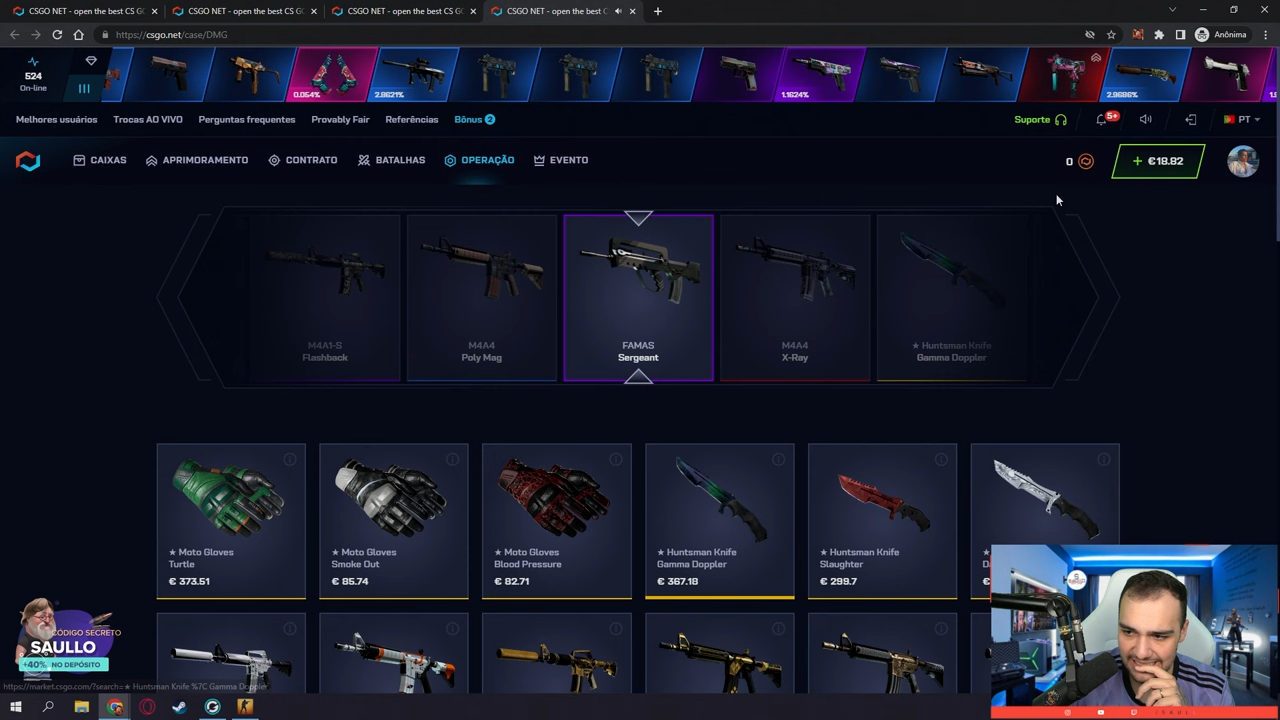 CSGO NET - open the best CS GO
CSGO NET - open the best CS GO
CSGO NET - open the best CS GO
CSGO NET - open the best C
https://csgo.net/case/DMG
Anônima
524
On-line
0.054%
2.8621%
1.1624%
2.9686%
Melhores usuários
Trocas AO VIVO
Perguntas frequentes
Provably Fair
Referências
Bônus 2
Suporte
5+
PT
CAIXAS
APRIMORAMENTO
CONTRATO
BATALHAS
OPERAÇÃO
EVENTO
0
+ €18.82
M4A1-S
Flashback
M4A4
Poly Mag
FAMAS
Sergeant
M4A4
X-Ray
★ Huntsman Knife
Gamma Doppler
★ Moto Gloves
Turtle
€ 373.51
★ Moto Gloves
Smoke Out
€ 85.74
★ Moto Gloves
Blood Pressure
€ 82.71
★ Huntsman Knife
Gamma Doppler
€ 367.18
★ Huntsman Knife
Slaughter
€ 299.7
CÓDIGO SECRETO
SAULLO
+40% NO DEPÓSITO
https://market.csgo.com/?search=★ Huntsman Knife %7C Gamma Doppler